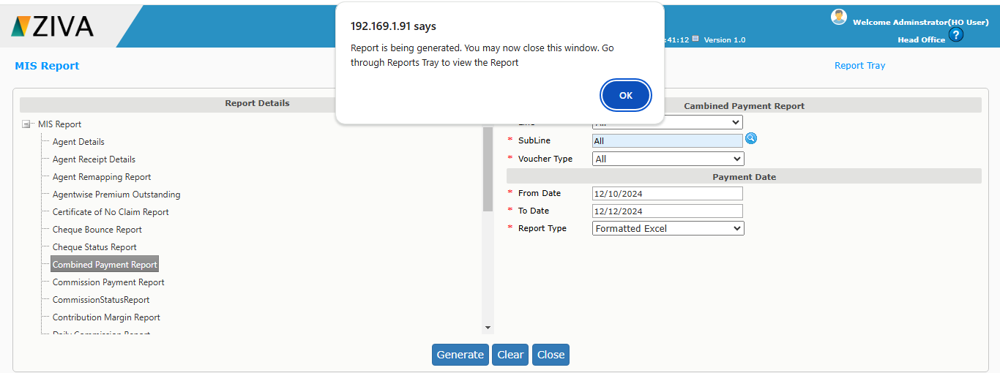 ZIVA
192.169.1.91 says
Report is being generated. You may now close this window. Go
through Reports Tray to view the Report
OK
Welcome Adminstrator(HO User)
:41:12 Version 1.0
Head Office ?
MIS Report
Report Tray
Report Details
MIS Report
Agent Details
Agent Receipt Details
Agent Remapping Report
Agentwise Premium Outstanding
Certificate of No Claim Report
Cheque Bounce Report
Cheque Status Report
Combined Payment Report
Commission Payment Report
CommissionStatusReport
Contribution Margin Report
Daily Commission Report
Cambined Payment Report
* SubLine All
* Voucher Type All
Payment Date
* From Date 12/10/2024
* To Date 12/12/2024
* Report Type Formatted Excel
Generate Clear Close